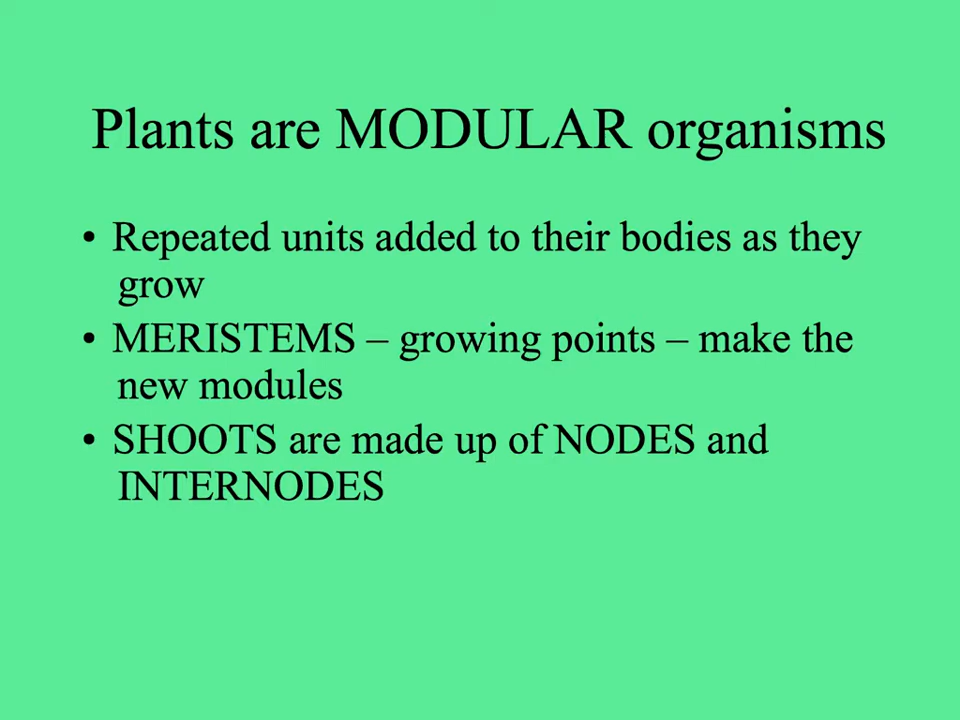 Plants are MODULAR organisms
• Repeated units added to their bodies as they
grow
• MERISTEMS – growing points – make the
new modules
• SHOOTS are made up of NODES and
INTERNODES